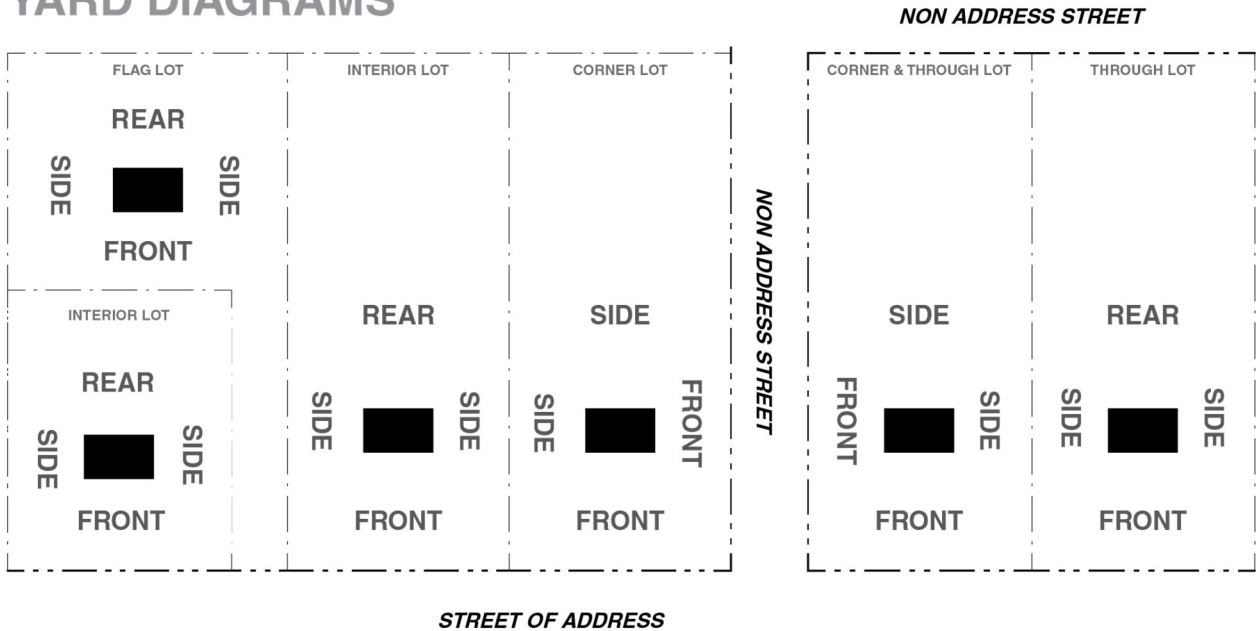 YARD DIAGRAMS
NON ADDRESS STREET
FLAG LOT
REAR
SIDE
SIDE
FRONT
INTERIOR LOT
REAR
SIDE
SIDE
FRONT
INTERIOR LOT
REAR
SIDE
SIDE
FRONT
CORNER LOT
SIDE
SIDE
FRONT
FRONT
NON ADDRESS STREET
CORNER & THROUGH LOT
SIDE
FRONT
SIDE
FRONT
THROUGH LOT
REAR
SIDE
SIDE
FRONT
STREET OF ADDRESS